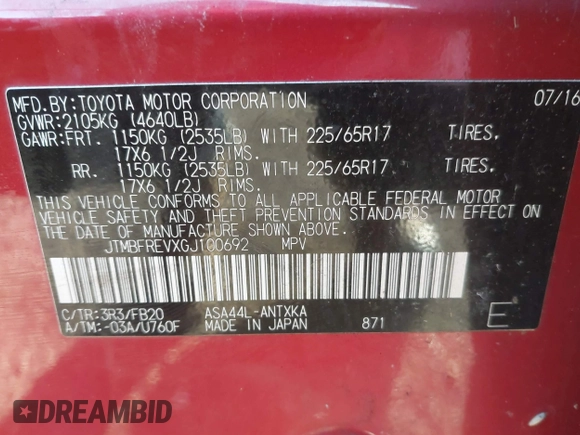 MFD.BY:TOYOTA MOTOR CORPORATION 07/16
GVWR:2105KG (4640LB)
GAWR:FRT. 1150KG (2535LB) WITH 225/65R17 TIRES.
17X6 1/2J RIMS.
RR. 1150KG (2535LB) WITH 225/65R17 TIRES.
17X6 1/2J RIMS.
THIS VEHICLE CONFORMS TO ALL APPLICABLE FEDERAL MOTOR
VEHICLE SAFETY AND THEFT PREVENTION STANDARDS IN EFFECT ON
THE DATE OF MANUFACTURE SHOWN ABOVE.
JTMBFREVXGJ100692 MPV
C/TR:3R3/FB20 ASA44L-ANTXKA
A/TM:-03A/U760F MADE IN JAPAN 871 E
DREAMBID